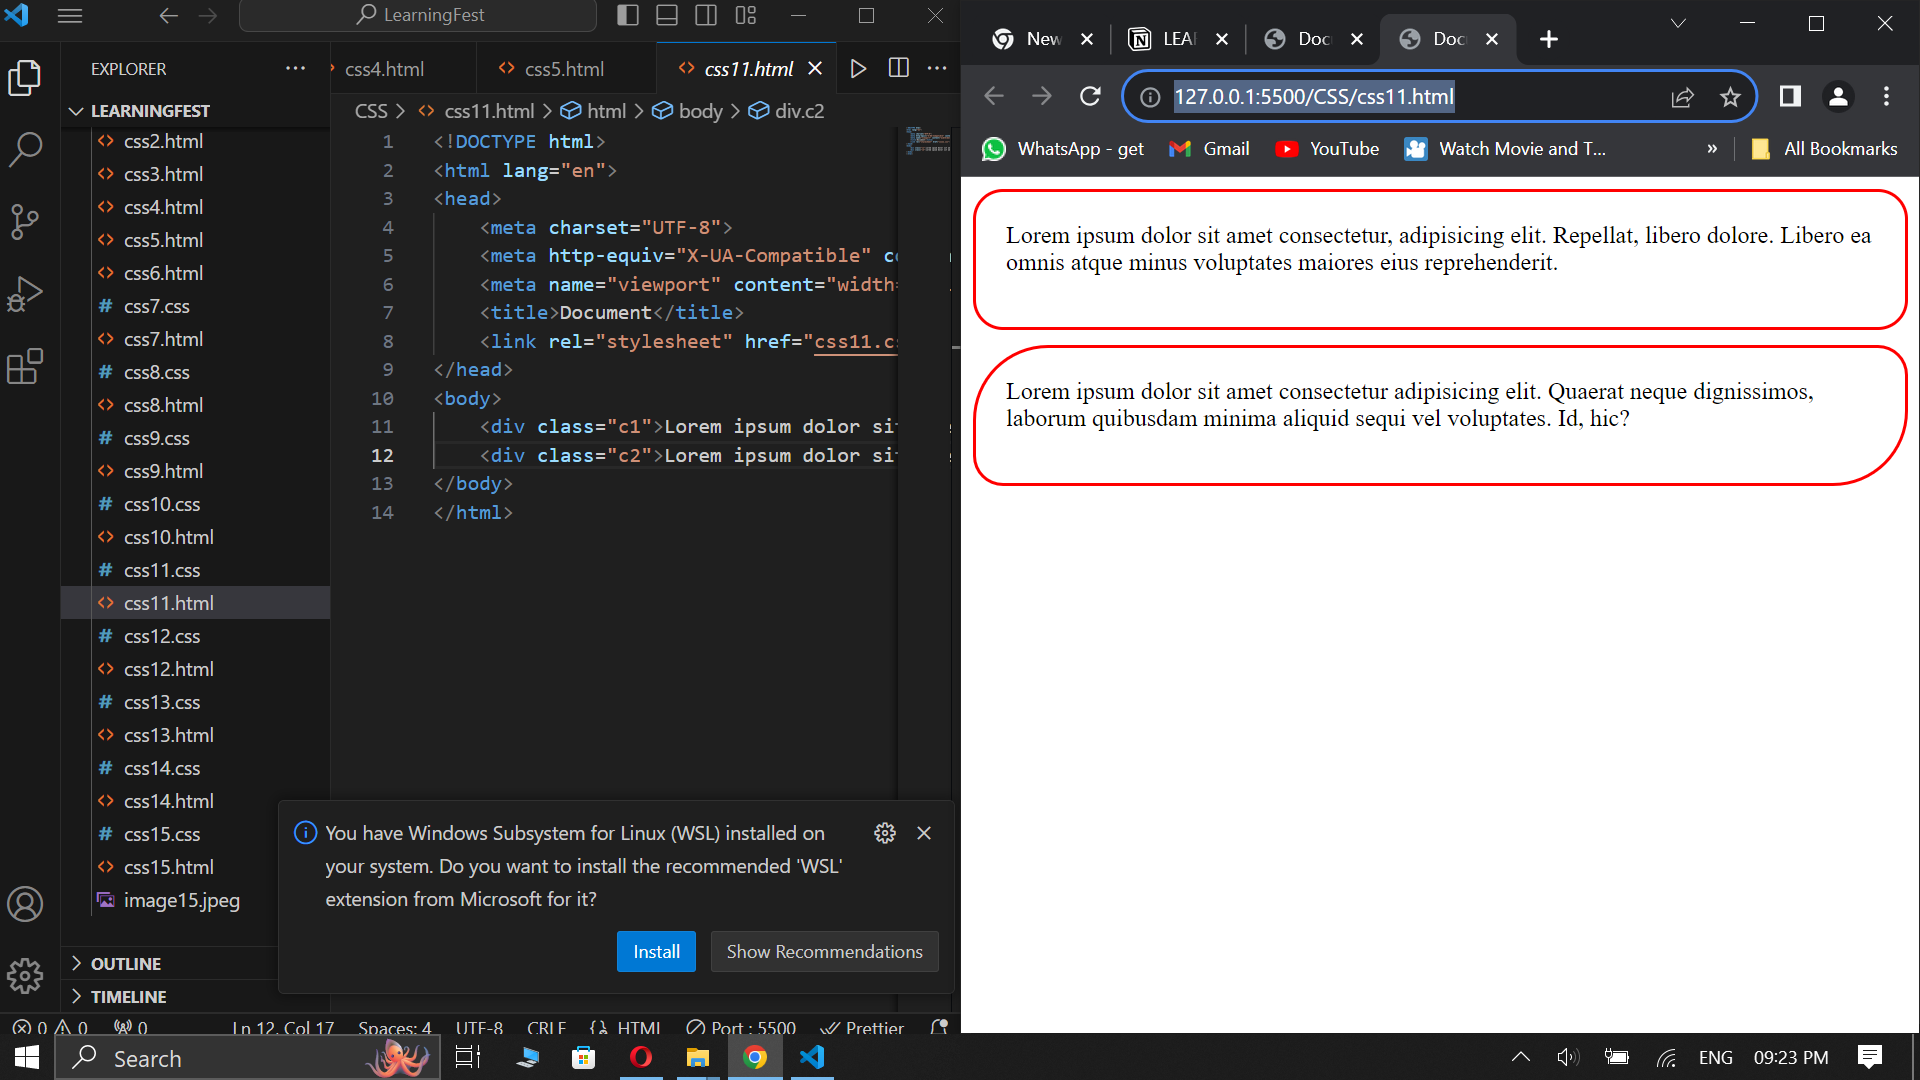 LearningFest
EXPLORER
LEARNINGFEST
css2.html
css3.html
css4.html
css5.html
css6.html
css7.css
css7.html
css8.css
css8.html
css9.css
css9.html
css10.css
css10.html
css11.css
css11.html
css12.css
css12.html
css13.css
css13.html
css14.css
css14.html
css15.css
css15.html
image15.jpeg
OUTLINE
TIMELINE
css4.html
css5.html
css11.html
CSS > css11.html > html > body > div.c2
1 <!DOCTYPE html>
2 <html lang="en">
3 <head>
4 <meta charset="UTF-8">
5 <meta http-equiv="X-UA-Compatible"
6 <meta name="viewport" content="width=
7 <title>Document</title>
8 <link rel="stylesheet" href="css11.cs
9 </head>
10 <body>
11 <div class="c1">Lorem ipsum dolor sit
12 <div class="c2">Lorem ipsum dolor sit
13 </body>
14 </html>
You have Windows Subsystem for Linux (WSL) installed on
your system. Do you want to install the recommended 'WSL'
extension from Microsoft for it?
Install
Show Recommendations
0 0 0 Ln 12, Col 17 Spaces: 4 UTF-8 CRLF HTML Port : 5500 Prettier
New
LEA
Doc
Doc
127.0.0.1:5500/CSS/css11.html
WhatsApp - get
Gmail
YouTube
Watch Movie and T...
»
All Bookmarks
Lorem ipsum dolor sit amet consectetur, adipisicing elit. Repellat, libero dolore. Libero ea
omnis atque minus voluptates maiores eius reprehenderit.
Lorem ipsum dolor sit amet consectetur adipisicing elit. Quaerat neque dignissimos,
laborum quibusdam minima aliquid sequi vel voluptates. Id, hic?
Search
ENG
09:23 PM